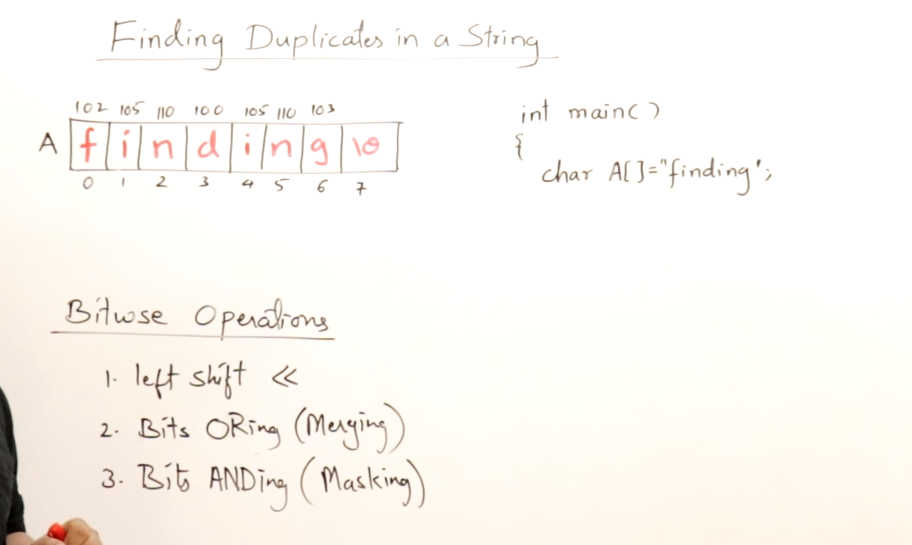 Finding Duplicates in a String
102 105 110 100 105 110 103
A f i n d i n g \0
0 1 2 3 4 5 6 7
int main()
{
char A[]="finding';
Bitwse Operations
1. left shift <<
2. Bits ORing (Merging)
3. Bits ANDing (Masking)